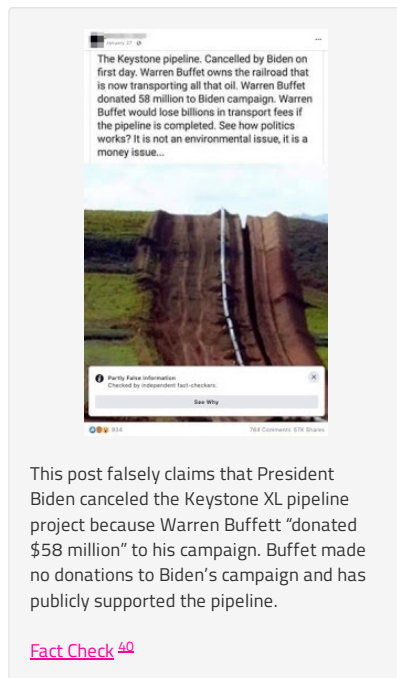 January 27
...
The Keystone pipeline. Cancelled by Biden on
first day. Warren Buffet owns the railroad that
is now transporting all that oil. Warren Buffet
donated 58 million to Biden campaign. Warren
Buffet would lose billions in transport fees if
the pipeline is completed. See how politics
works? It is not an environmental issue, it is a
money issue...
Partly False Information
Checked by independent fact-checkers.
See Why
934
764 Comments 57K Shares
This post falsely claims that President
Biden canceled the Keystone XL pipeline
project because Warren Buffett “donated
$58 million” to his campaign. Buffet made
no donations to Biden’s campaign and has
publicly supported the pipeline.
Fact Check 40